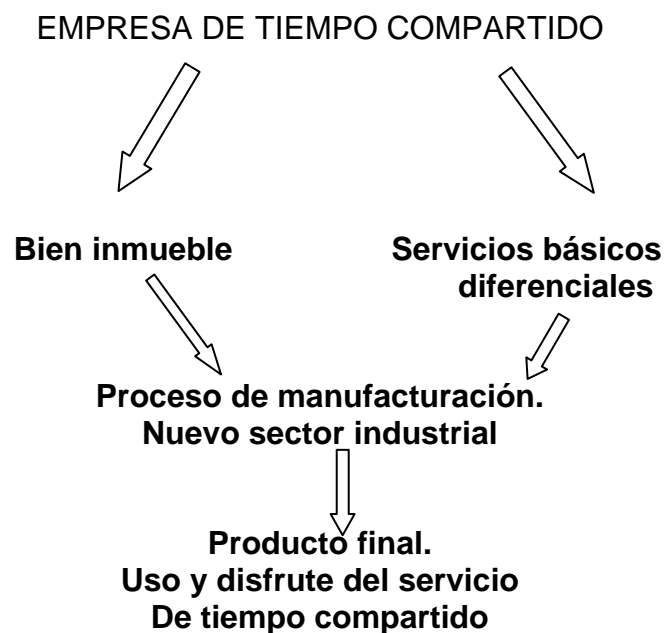 EMPRESA DE TIEMPO COMPARTIDO
Bien inmueble
Servicios básicos
diferenciales
Proceso de manufacturación.
Nuevo sector industrial
Producto final.
Uso y disfrute del servicio
De tiempo compartido